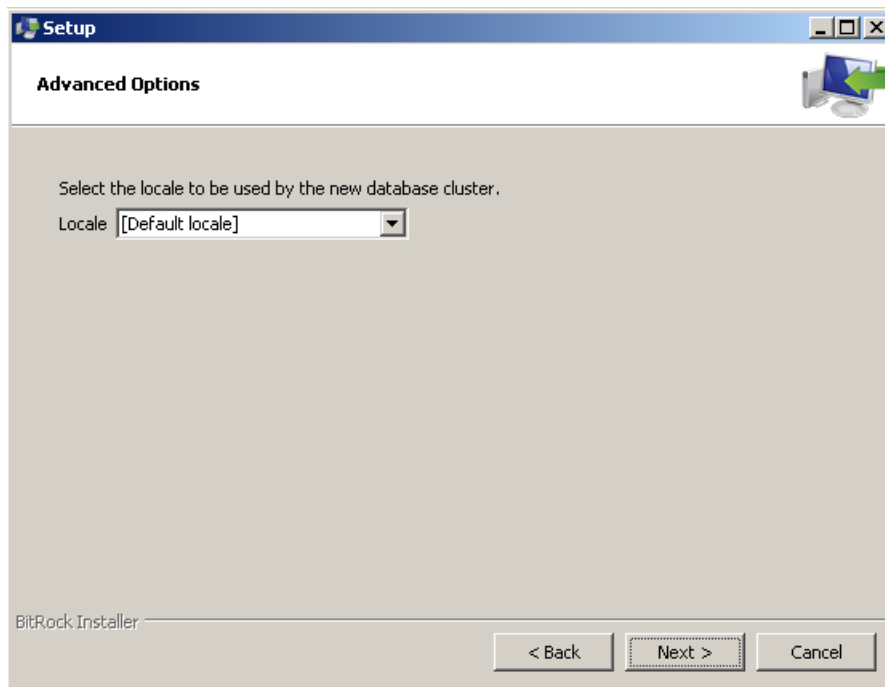 Setup
Advanced Options
Select the locale to be used by the new database cluster.
Locale [Default locale]
BitRock Installer
< Back Next > Cancel